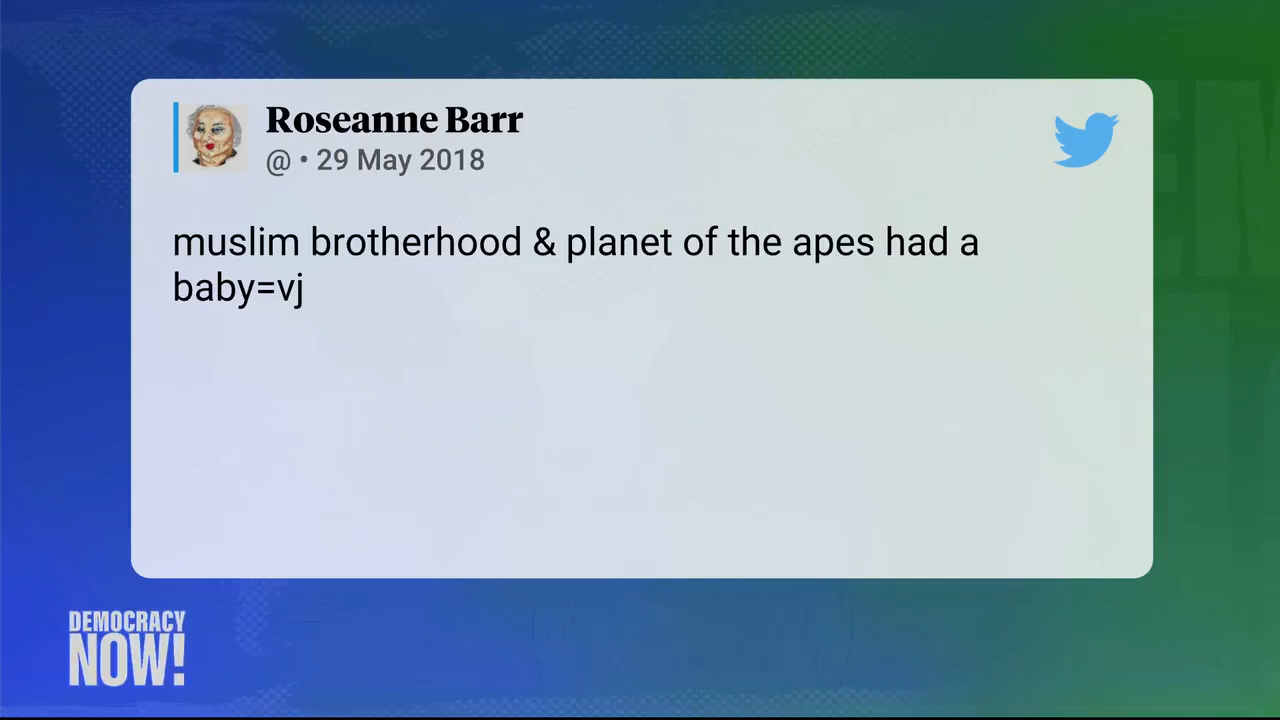 Roseanne Barr
@ • 29 May 2018
muslim brotherhood & planet of the apes had a
baby=vj
DEMOCRACY
NOW!